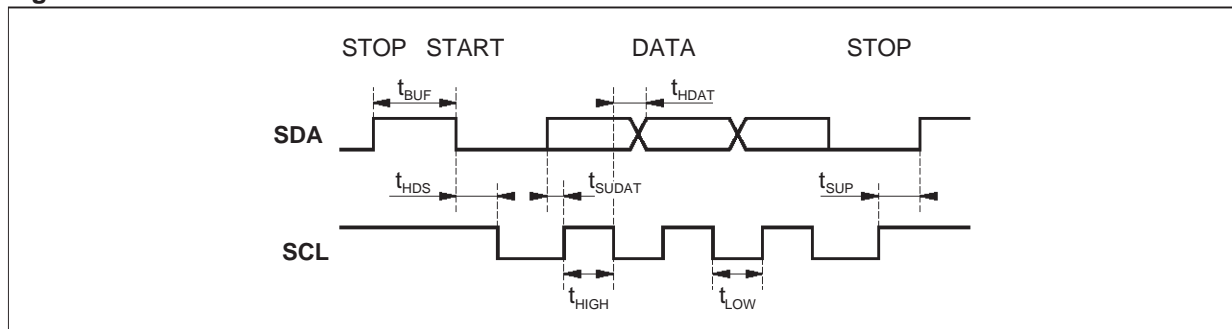 STOP START DATA STOP
tBUF tHDAT
SDA
tHDS tSUDAT tSUP
SCL
tHIGH tLOW